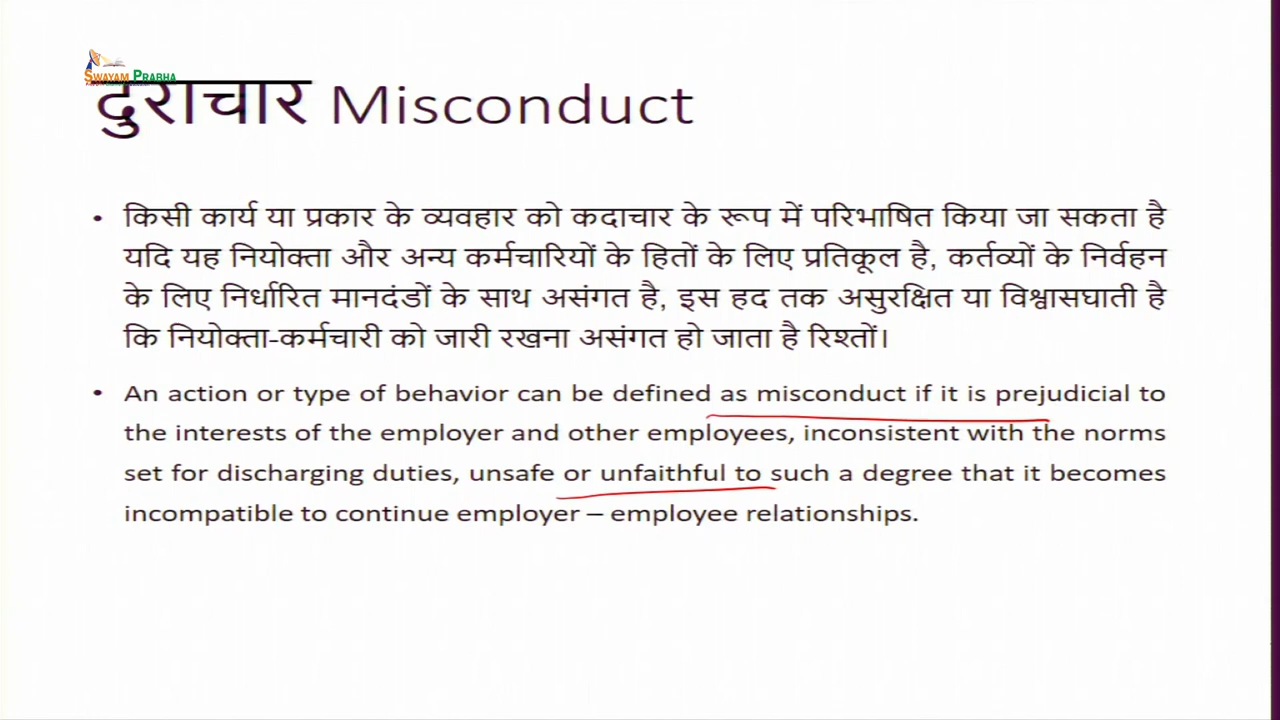 SWAYAM PRABHA
दुराचार Misconduct
• किसी कार्य या प्रकार के व्यवहार को कदाचार के रूप में परिभाषित किया जा सकता है
यदि यह नियोक्ता और अन्य कर्मचारियों के हितों के लिए प्रतिकूल है, कर्तव्यों के निर्वहन
के लिए निर्धारित मानदंडों के साथ असंगत है, इस हद तक असुरक्षित या विश्वासघाती है
कि नियोक्ता-कर्मचारी को जारी रखना असंगत हो जाता है रिश्तों।
• An action or type of behavior can be defined as misconduct if it is prejudicial to
the interests of the employer and other employees, inconsistent with the norms
set for discharging duties, unsafe or unfaithful to such a degree that it becomes
incompatible to continue employer – employee relationships.